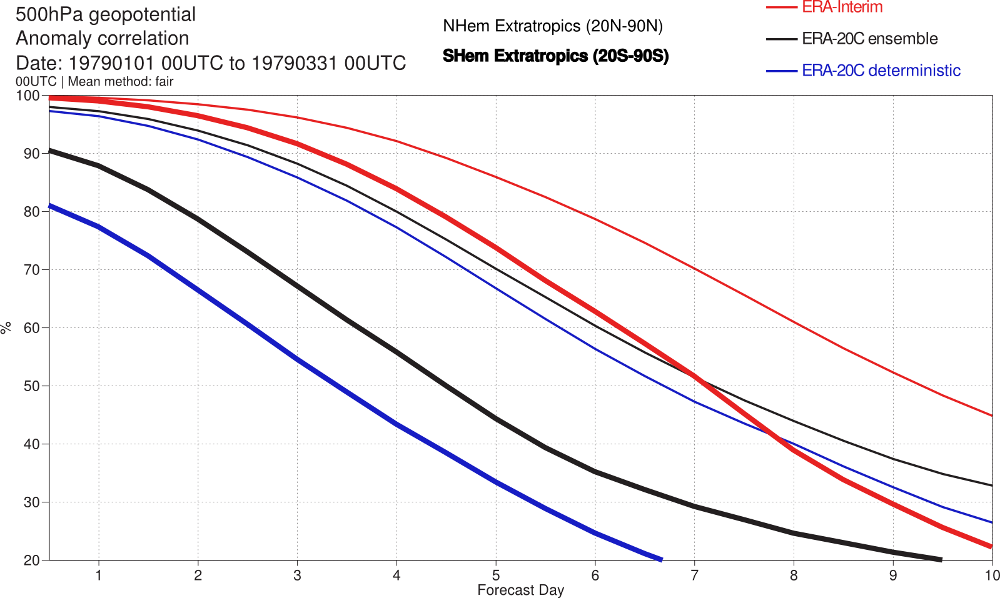 500hPa geopotential
Anomaly correlation
Date: 19790101 00UTC to 19790331 00UTC
00UTC | Mean method: fair
NHem Extratropics (20N-90N)
SHem Extratropics (20S-90S)
ERA-Interim
ERA-20C ensemble
ERA-20C deterministic
100
90
80
70
60
50
40
30
20
%
1 2 3 4 5 6 7 8 9 10
Forecast Day